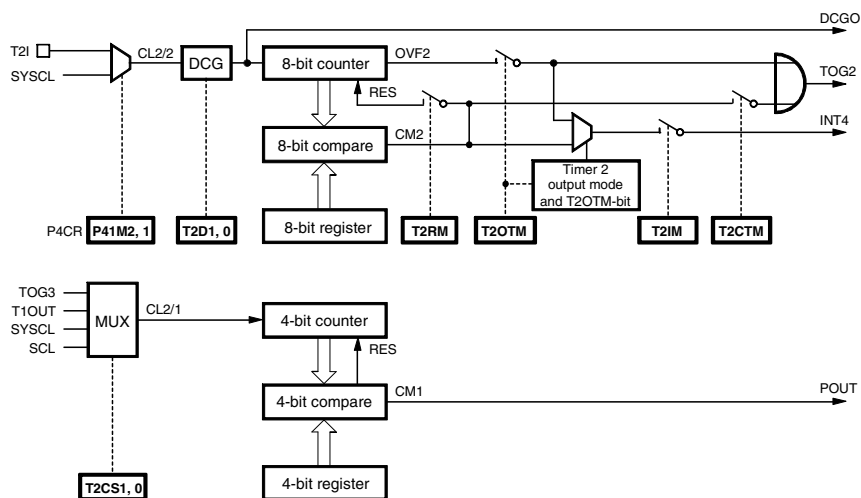 DCGO
T2I
CL2/2
DCG
8-bit counter
OVF2
SYSCL
TOG2
RES
INT4
8-bit compare
CM2
Timer 2
output mode
and T2OTM-bit
P4CR
P41M2, 1
T2D1, 0
8-bit register
T2RM
T2OTM
T2IM
T2CTM
TOG3
T1OUT
SYSCL
SCL
MUX
CL2/1
4-bit counter
RES
4-bit compare
CM1
POUT
T2CS1, 0
4-bit register